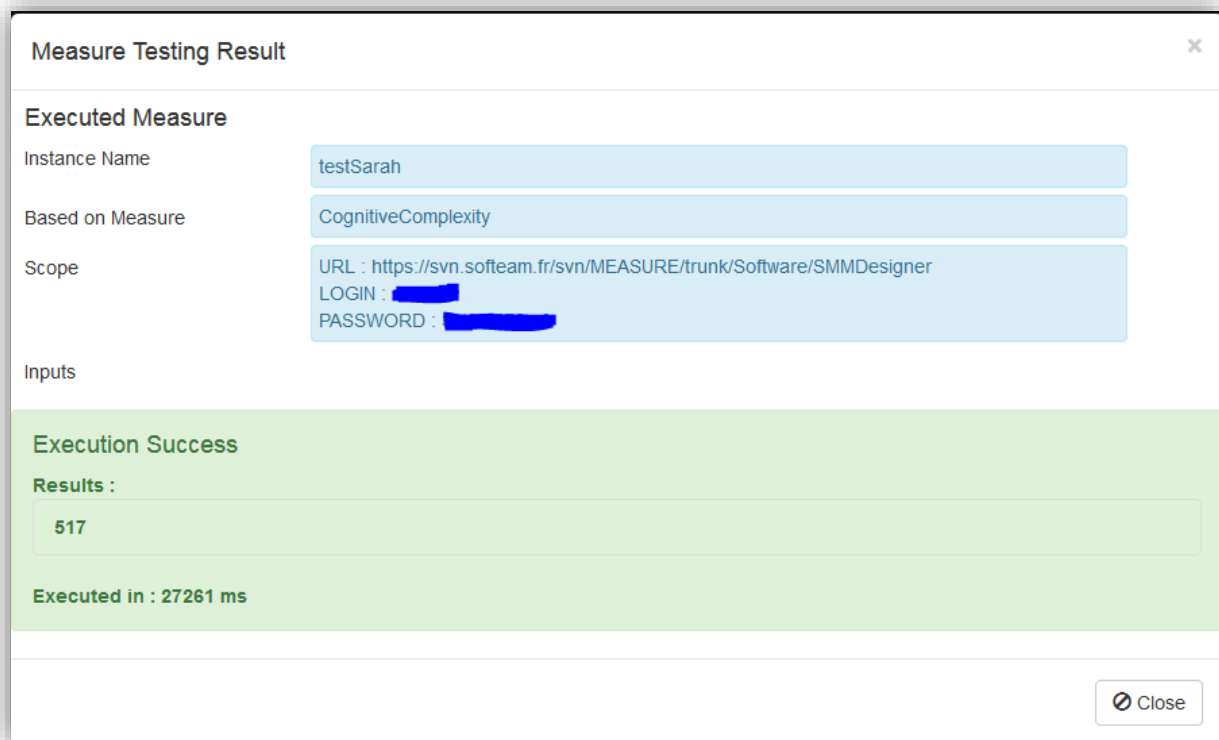 Measure Testing Result
×
Executed Measure
Instance Name
testSarah
Based on Measure
CognitiveComplexity
Scope
URL : https://svn.softeam.fr/svn/MEASURE/trunk/Software/SMMDesigner
LOGIN :
PASSWORD :
Inputs
Execution Success
Results :
517
Executed in : 27261 ms
Close